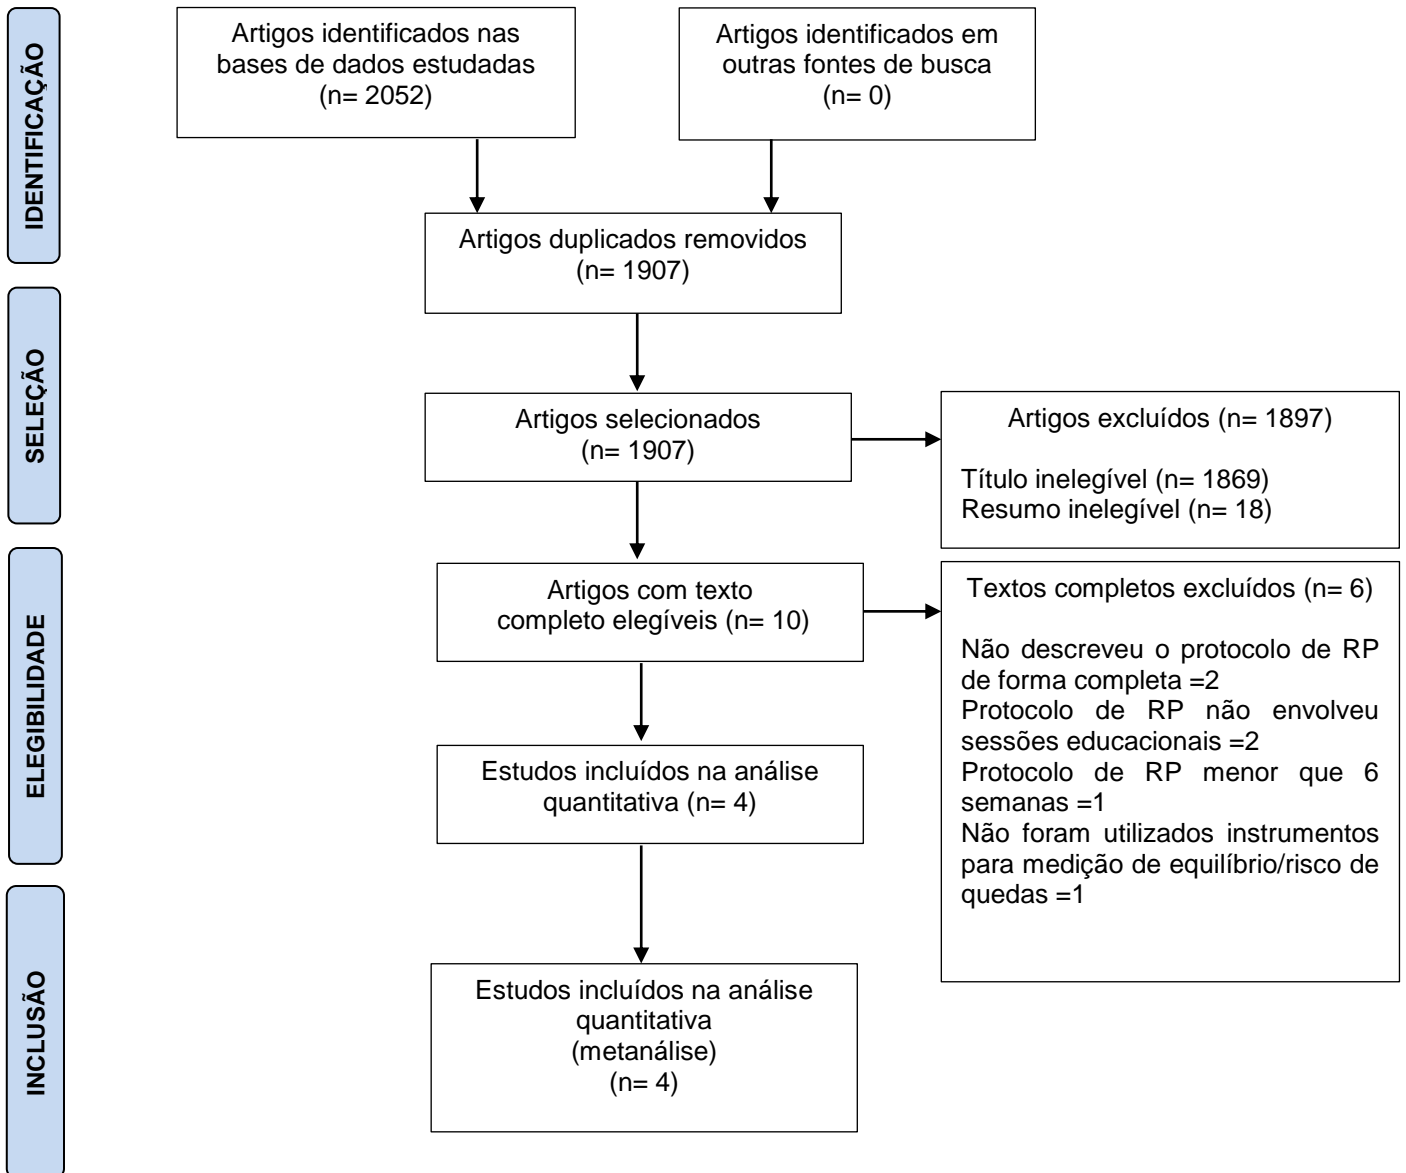 IDENTIFICAÇÃO
Artigos identificados nas
bases de dados estudadas
(n= 2052)
Artigos identificados em
outras fontes de busca
(n= 0)
Artigos duplicados removidos
(n= 1907)
SELEÇÃO
Artigos selecionados
(n= 1907)
Artigos excluídos (n= 1897)
Título inelegível (n= 1869)
Resumo inelegível (n= 18)
ELEGIBILIDADE
Artigos com texto
completo elegíveis (n= 10)
Textos completos excluídos (n= 6)
Não descreveu o protocolo de RP
de forma completa =2
Protocolo de RP não envolveu
sessões educacionais =2
Protocolo de RP menor que 6
semanas =1
Não foram utilizados instrumentos
para medição de equilíbrio/risco de
quedas =1
Estudos incluídos na análise
quantitativa (n= 4)
INCLUSÃO
Estudos incluídos na análise
quantitativa
(metanálise)
(n= 4)